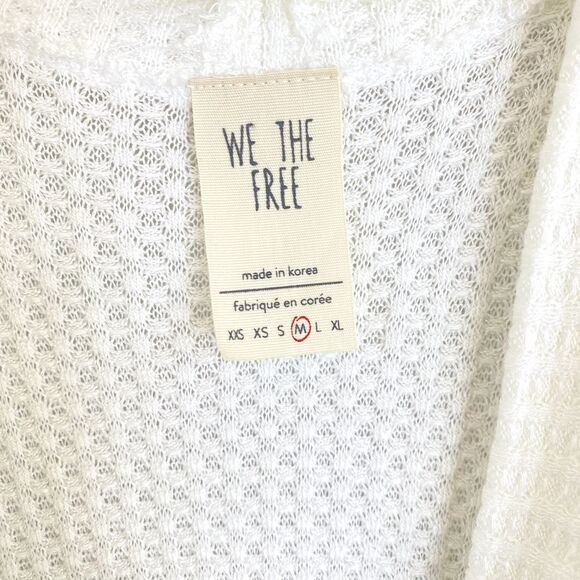 WE THE
FREE
made in korea
fabriqué en corée
XXS XS S M L XL